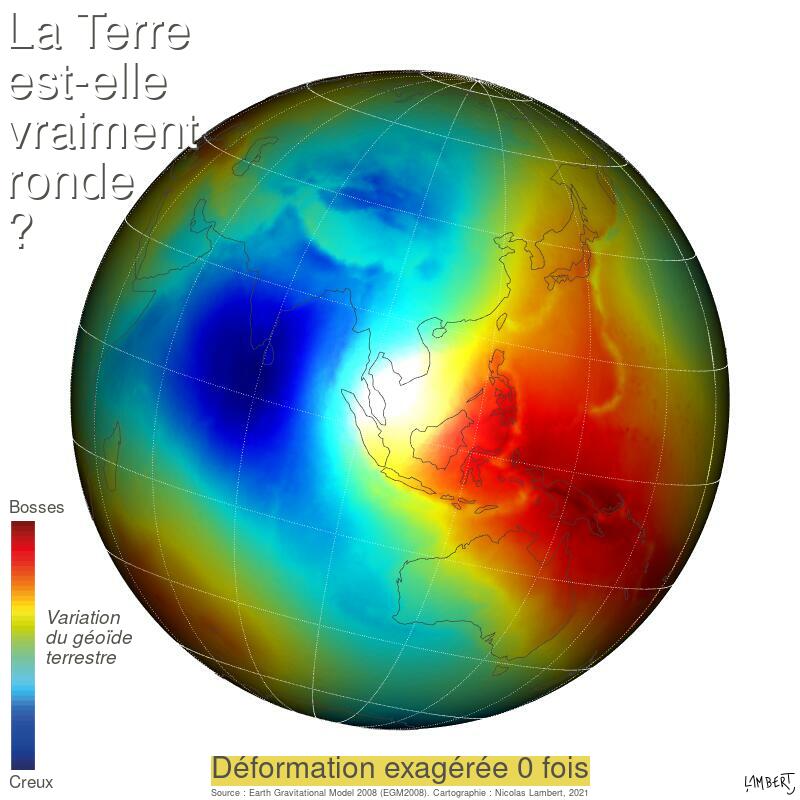 La Terre
est-elle
vraiment
ronde
?
Bosses
Variation
du géoïde
terrestre
Creux
Déformation exagérée 0 fois
Source : Earth Gravitational Model 2008 (EGM2008). Cartographie : Nicolas Lambert, 2021
LAMBERT